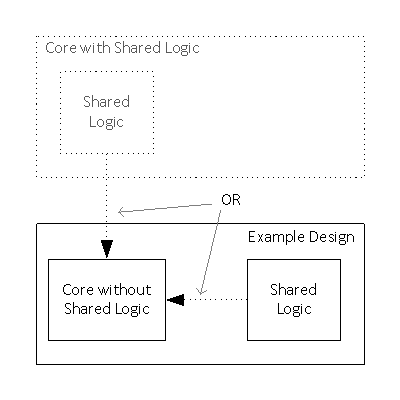 Core with Shared Logic
Shared
Logic
OR
Example Design
Core without
Shared Logic
Shared
Logic